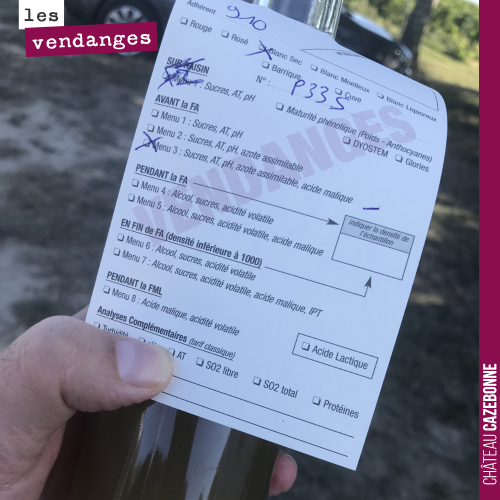 les
vendanges
Adhérent 910
❏ Rouge ❏ Rosé ❏ Blanc Sec ❏ Blanc Moelleux ❏ Blanc Liquoreux
❏ Barrique ❏ Cuve
N° : P335
SUR RAISIN
: Sucres, AT, pH
❏ Maturité phénolique (Poids - Anthocyanes)
❏ DYOSTEM ❏ Glories
AVANT la FA
❏ Menu 1 : Sucres, AT, pH
❏ Menu 2 : Sucres, AT, pH, azote assimilable
❏ Menu 3 : Sucres, AT, pH, azote assimilable, acide malique
VENDANGES
PENDANT la FA
❏ Menu 4 : Alcool, sucres, acidité volatile
❏ Menu 5 : Alcool, sucres, acidité volatile, acide malique
Indiquer la densité de
l'échantillon
EN FIN de FA (densité inférieure à 1000)
❏ Menu 6 : Alcool, sucres, acidité volatile
❏ Menu 7 : Alcool, sucres, acidité volatile, acide malique, IPT
PENDANT la FML
❏ Menu 8 : Acide malique, acidité volatile
❏ Acide Lactique
Analyses Complémentaires (tarif classique)
❏ Turbidité ❏ AT ❏ SO2 libre ❏ SO2 total ❏ Protéines
CHÂTEAU CAZEBONNE